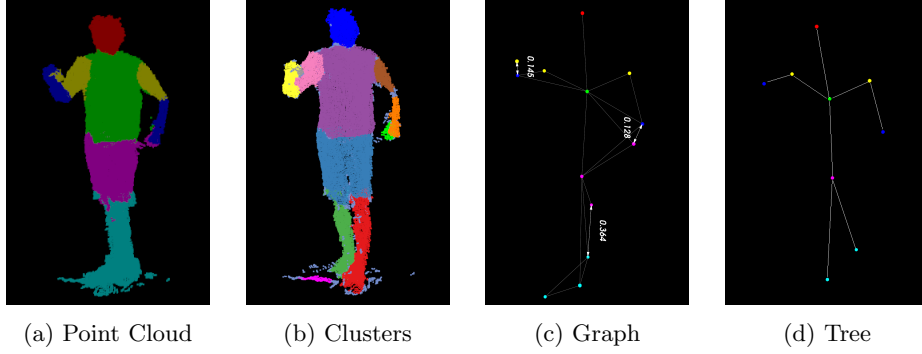 0.145
0.128
0.364
(a) Point Cloud
(b) Clusters
(c) Graph
(d) Tree